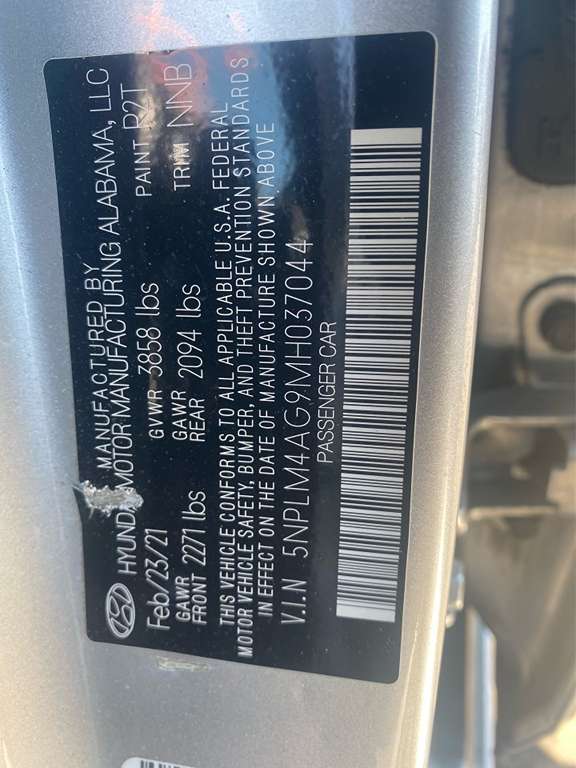 MANUFACTURED BY
HYUNDAI MOTOR MANUFACTURING ALABAMA, LLC
Feb/23/21 GVWR 3858 lbs PAINT R2T
GAWR FRONT 2271 lbs GAWR REAR 2094 lbs TRIM NNB
THIS VEHICLE CONFORMS TO ALL APPLICABLE U.S.A. FEDERAL
MOTOR VEHICLE SAFETY, BUMPER, AND THEFT PREVENTION STANDARDS
IN EFFECT ON THE DATE OF MANUFACTURE SHOWN ABOVE
V.I.N 5NPLM4AG9MH037044
PASSENGER CAR